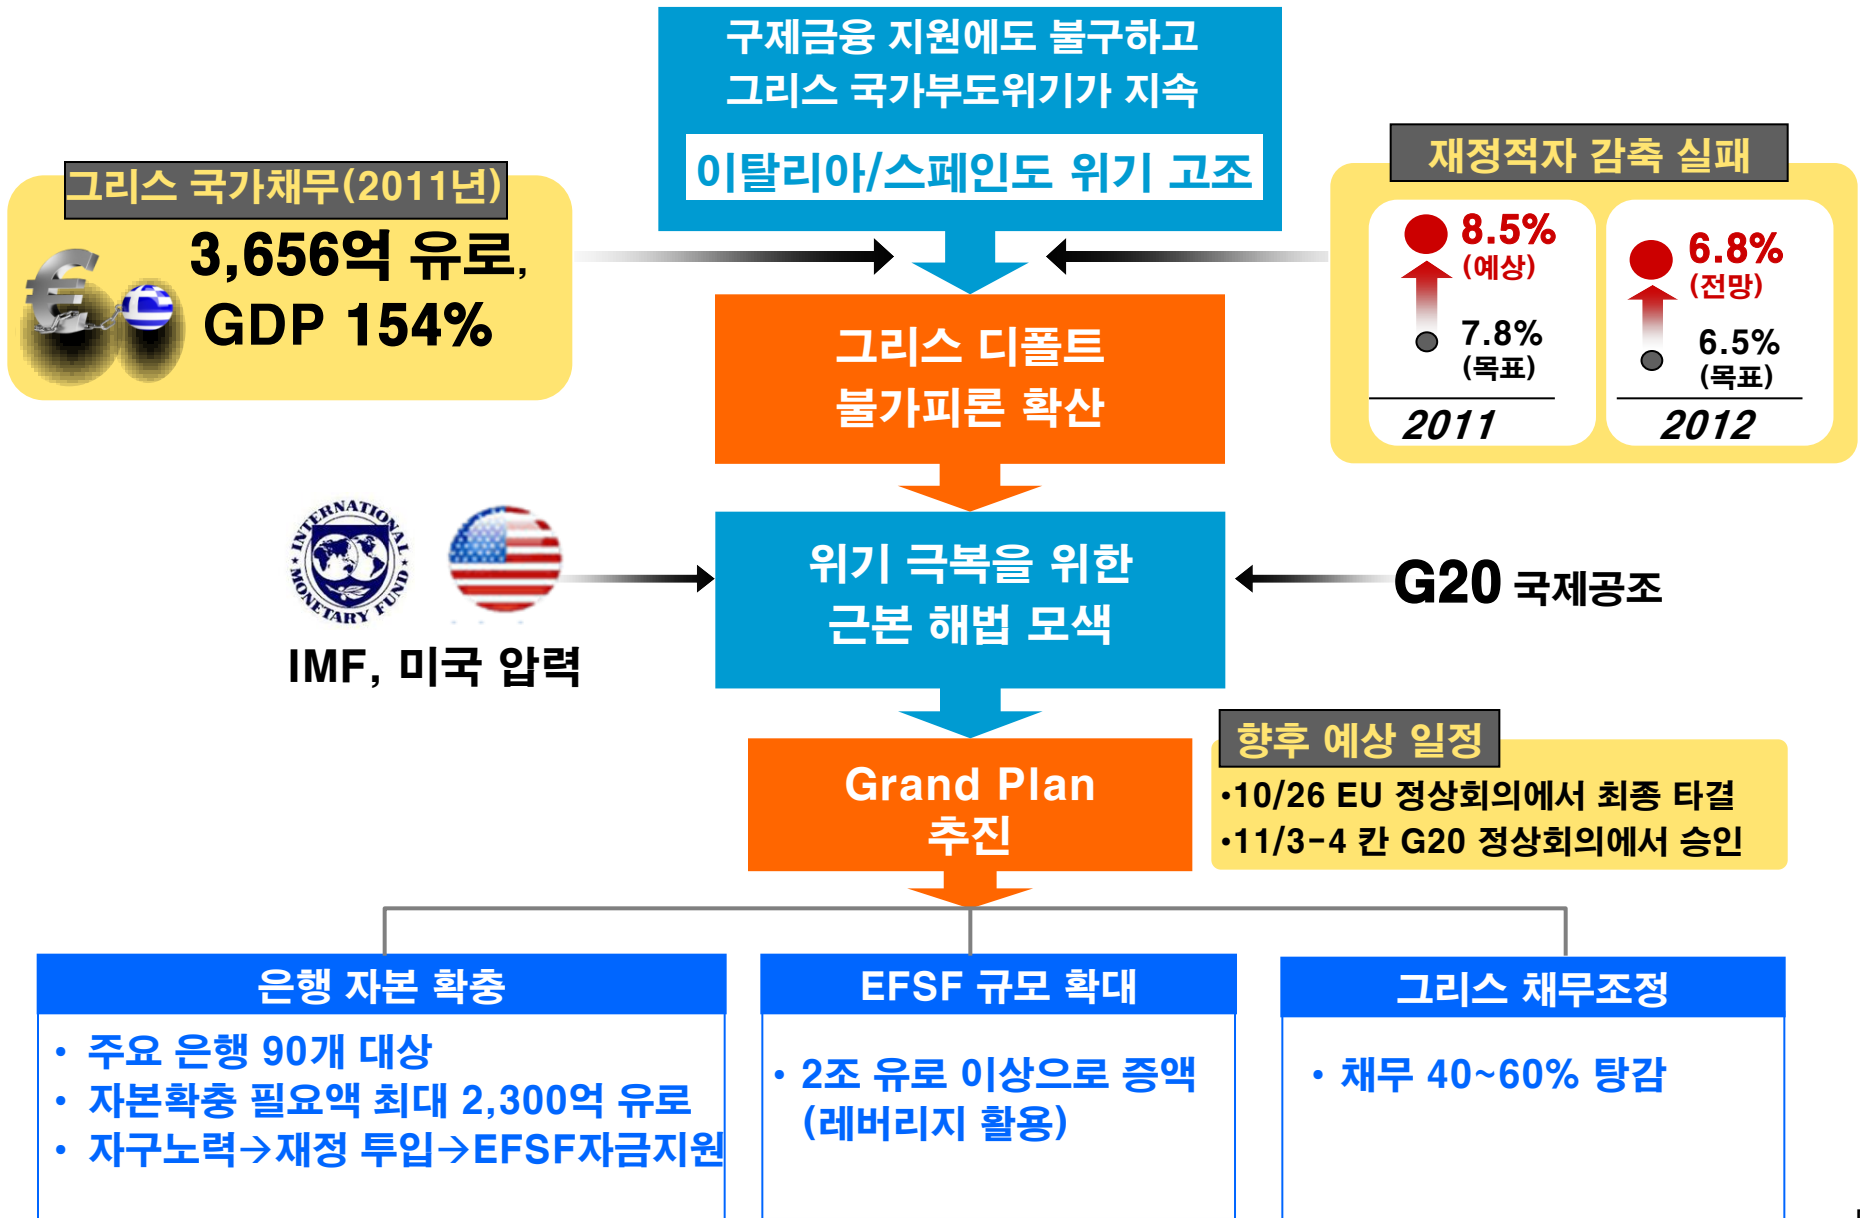 구제금융 지원에도 불구하고
그리스 국가부도위기가 지속
이탈리아/스페인도 위기 고조
그리스 국가채무(2011년)
3,656억 유로,
GDP 154%
재정적자 감축 실패
8.5%
(예상)
7.8%
(목표)
2011
6.8%
(전망)
6.5%
(목표)
2012
그리스 디폴트
불가피론 확산
INTERNATIONAL
MONETARY FUND
IMF, 미국 압력
위기 극복을 위한
근본 해법 모색
G20 국제공조
Grand Plan
추진
향후 예상 일정
•10/26 EU 정상회의에서 최종 타결
•11/3-4 칸 G20 정상회의에서 승인
은행 자본 확충
• 주요 은행 90개 대상
• 자본확충 필요액 최대 2,300억 유로
• 자구노력→재정 투입→EFSF자금지원
EFSF 규모 확대
• 2조 유로 이상으로 증액
(레버리지 활용)
그리스 채무조정
• 채무 40~60% 탕감